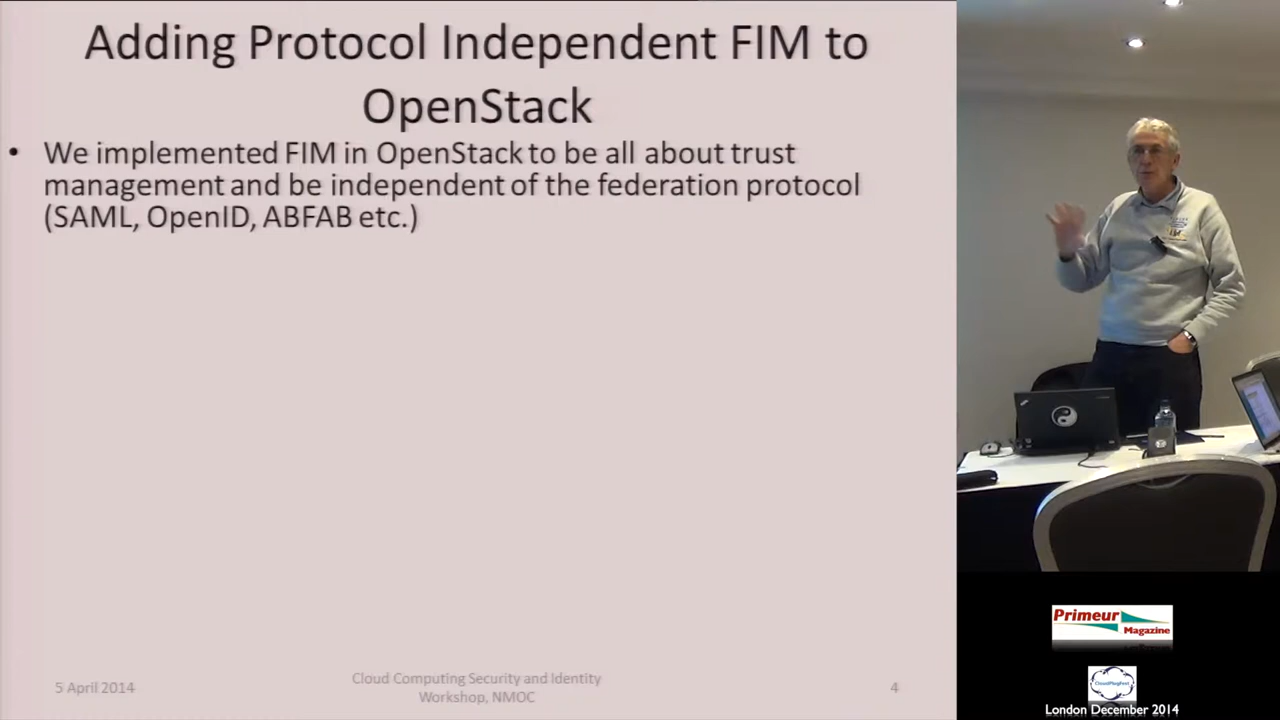 Adding Protocol Independent FIM to
OpenStack
• We implemented FIM in OpenStack to be all about trust
management and be independent of the federation protocol
(SAML, OpenID, ABFAB etc.)
5 April 2014
Cloud Computing Security and Identity
Workshop, NMOC
4
Primeur
Magazine
CloudPlugfest
London December 2014